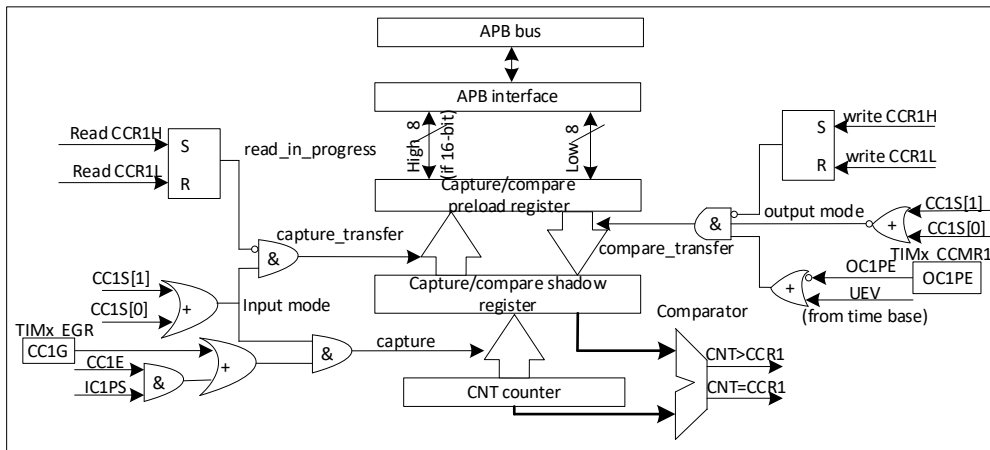 APB bus
APB interface
Read CCR1H
Read CCR1L
S
R
read_in_progress
High 8
(if 16-bit)
Low 8
S
R
write CCR1H
write CCR1L
Capture/compare
preload register
capture_transfer
&
compare_transfer
&
output mode
+
CC1S[1]
CC1S[0]
TIMx_CCMR1
OC1PE
OC1PE
UEV
(from time base)
+
CC1S[1]
CC1S[0]
+
Input mode
Capture/compare shadow
register
Comparator
TIMx_EGR
CC1G
CC1E
IC1PS
&
+
&
capture
CNT counter
CNT>CCR1
CNT=CCR1